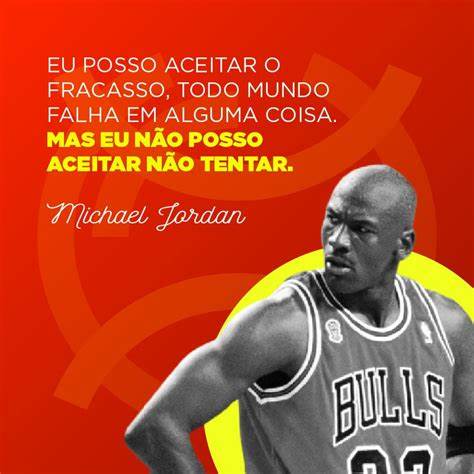 EU POSSO ACEITAR O
FRACASSO, TODO MUNDO
FALHA EM ALGUMA COISA.
MAS EU NÃO POSSO
ACEITAR NÃO TENTAR.
Michael Jordan
BULLS